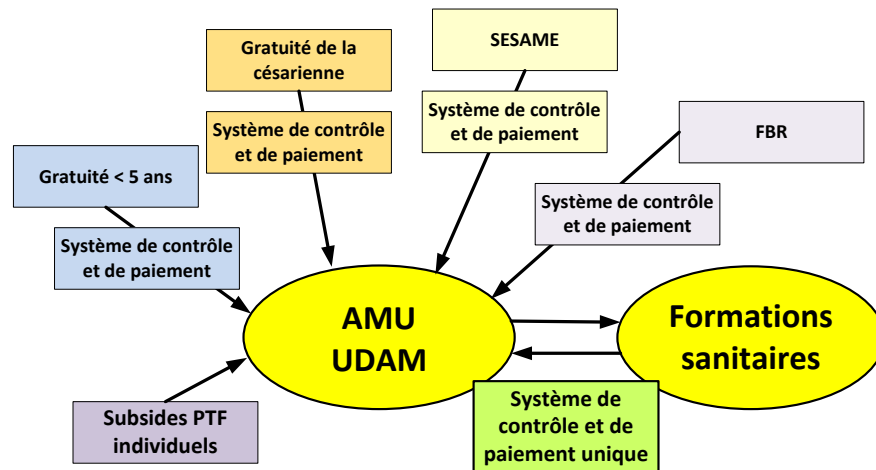 Gratuité de la
césarienne
SESAME
Système de contrôle
et de paiement
Système de contrôle
et de paiement
FBR
Gratuité < 5 ans
Système de contrôle
et de paiement
Système de contrôle
et de paiement
AMU
UDAM
Formations
sanitaires
Subsides PTF
individuels
Système de
contrôle et de
paiement unique